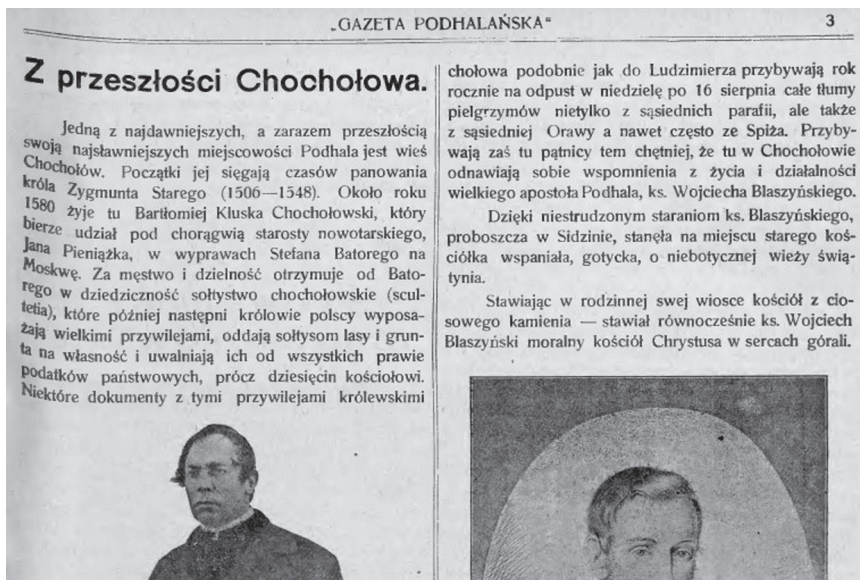 „GAZETA PODHALAŃSKA“
3
Z przeszłości Chochołowa.
Jedną z najdawniejszych, a zarazem przeszłością
swoją najsławniejszych miejscowości Podhala jest wieś
Chochołów. Początki jej sięgają czasów panowania
króla Zygmunta Starego (1506—1548). Około roku
1580 żyje tu Bartłomiej Kluska Chochołowski, który
bierze udział pod chorągwią starosty nowotarskiego,
Jana Pieniążka, w wyprawach Stefana Batorego na
Moskwę. Za męstwo i dzielność otrzymuje od Bato-
rego w dziedziczność sołtystwo chochołowskie (scul-
tetia), które później następni królowie polscy wyposa-
żają wielkimi przywilejami, oddają sołtysom lasy i grun-
ta na własność i uwalniają ich od wszystkich prawie
podatków państwowych, prócz dziesięcin kościołowi.
Niektóre dokumenty z tymi przywilejami królewskimi
chołowa podobnie jak do Ludzimierza przybywają rok
rocznie na odpust w niedzielę po 16 sierpnia całe tłumy
pielgrzymów nietylko z sąsiednich parafii, ale także
z sąsiedniej Orawy a nawet często ze Spiża. Przyby-
wają zaś tu pątnicy tem chętniej, że tu w Chochołowie
odnawiają sobie wspomnienia z życia i działalności
wielkiego apostoła Podhala, ks. Wojciecha Blaszyńskiego.
Dzięki niestrudzonym staraniom ks. Blaszyńskiego,
proboszcza w Sidzinie, stanęła na miejscu starego koś-
ciółka wspaniała, gotycka, o niebotycznej wieży świą-
tynia.
Stawiając w rodzinnej swej wiosce kościół z cio-
sowego kamienia — stawiał równocześnie ks. Wojciech
Blaszyński moralny kościół Chrystusa w sercach górali.